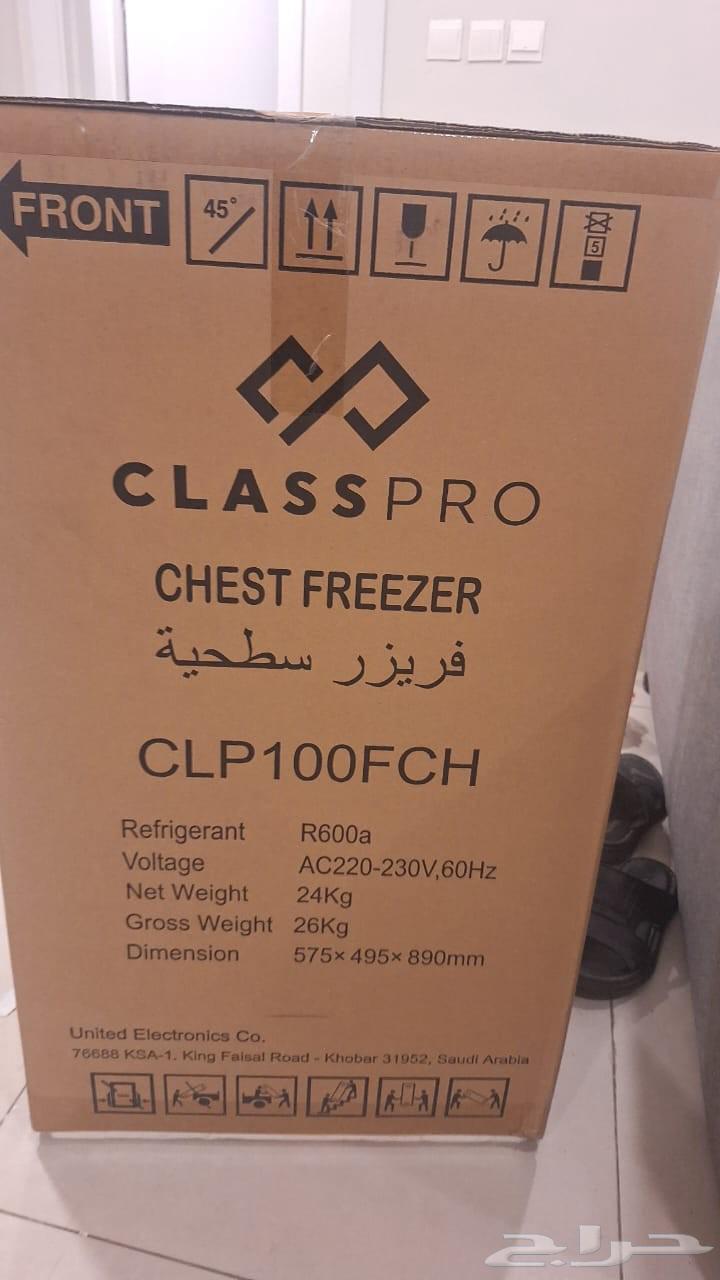 FRONT
45°
5
CLASSPRO
CHEST FREEZER
فريزر سطحية
CLP100FCH
Refrigerant R600a
Voltage AC220-230V,60Hz
Net Weight 24Kg
Gross Weight 26Kg
Dimension 575×495×890mm
United Electronics Co.
76688 KSA-1. King Faisal Road - Khobar 31952, Saudi Arabia
حراج